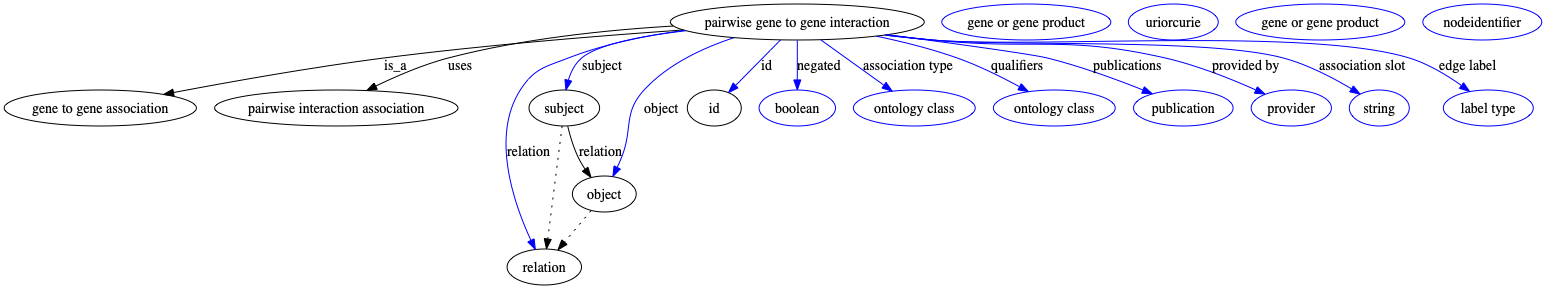 pairwise gene to gene interaction
gene or gene product
uriorcurie
gene or gene product
nodeidentifier
is_a
uses
subject
id
negated
association type
qualifiers
publications
provided by
association slot
edge label
gene to gene association
pairwise interaction association
subject
object
id
boolean
ontology class
ontology class
publication
provider
string
label type
relation
relation
object
relation